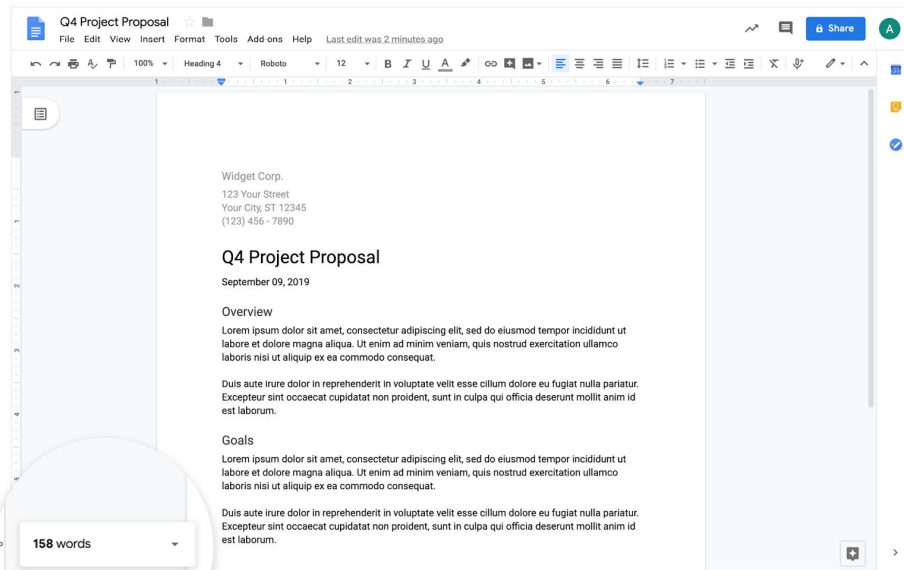 Q4 Project Proposal
File Edit View Insert Format Tools Add-ons Help Last edit was 2 minutes ago
Share
A
100% Heading 4 Roboto 12 B I U A
31
1 1 2 3 4 5 6 7
Widget Corp.
123 Your Street
Your City, ST 12345
(123) 456 - 7890
Q4 Project Proposal
September 09, 2019
Overview
Lorem ipsum dolor sit amet, consectetur adipiscing elit, sed do eiusmod tempor incididunt ut
labore et dolore magna aliqua. Ut enim ad minim veniam, quis nostrud exercitation ullamco
laboris nisi ut aliquip ex ea commodo consequat.
Duis aute irure dolor in reprehenderit in voluptate velit esse cillum dolore eu fugiat nulla pariatur.
Excepteur sint occaecat cupidatat non proident, sunt in culpa qui officia deserunt mollit anim id
est laborum.
Goals
Lorem ipsum dolor sit amet, consectetur adipiscing elit, sed do eiusmod tempor incididunt ut
labore et dolore magna aliqua. Ut enim ad minim veniam, quis nostrud exercitation ullamco
laboris nisi ut aliquip ex ea commodo consequat.
Duis aute irure dolor in reprehenderit in voluptate velit esse cillum dolore eu fugiat nulla pariatur.
Excepteur sint occaecat cupidatat non proident, sunt in culpa qui officia deserunt mollit anim id
est laborum.
158 words